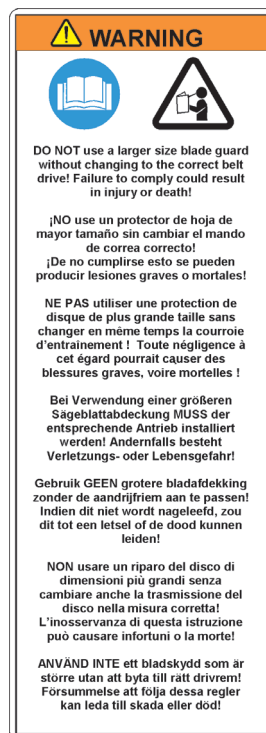 WARNING
DO NOT use a larger size blade guard
without changing to the correct belt
drive! Failure to comply could result
in injury or death!
¡NO use un protector de hoja de
mayor tamaño sin cambiar el mando
de correa correcto!
¡De no cumplirse esto se pueden
producir lesiones graves o mortales!
NE PAS utiliser une protection de
disque de plus grande taille sans
changer en même temps la courroie
d'entraînement ! Toute négligence à
cet égard pourrait causer des
blessures graves, voire mortelles !
Bei Verwendung einer größeren
Sägeblattabdeckung MUSS der
entsprechende Antrieb installiert
werden! Andernfalls besteht
Verletzungs- oder Lebensgefahr!
Gebruik GEEN grotere bladafdekking
zonder de aandrijfriem aan te passen!
Indien dit niet wordt nageleefd, zou
dit tot een letsel of de dood kunnen
leiden!
NON usare un riparo del disco di
dimensioni più grandi senza
cambiare anche la trasmissione del
disco nella misura corretta!
L'inosservanza di questa istruzione
può causare infortuni o la morte!
ANVÄND INTE ett bladskydd som är
större utan att byta till rätt drivrem!
Försummelse att följa dessa regler
kan leda till skada eller död!